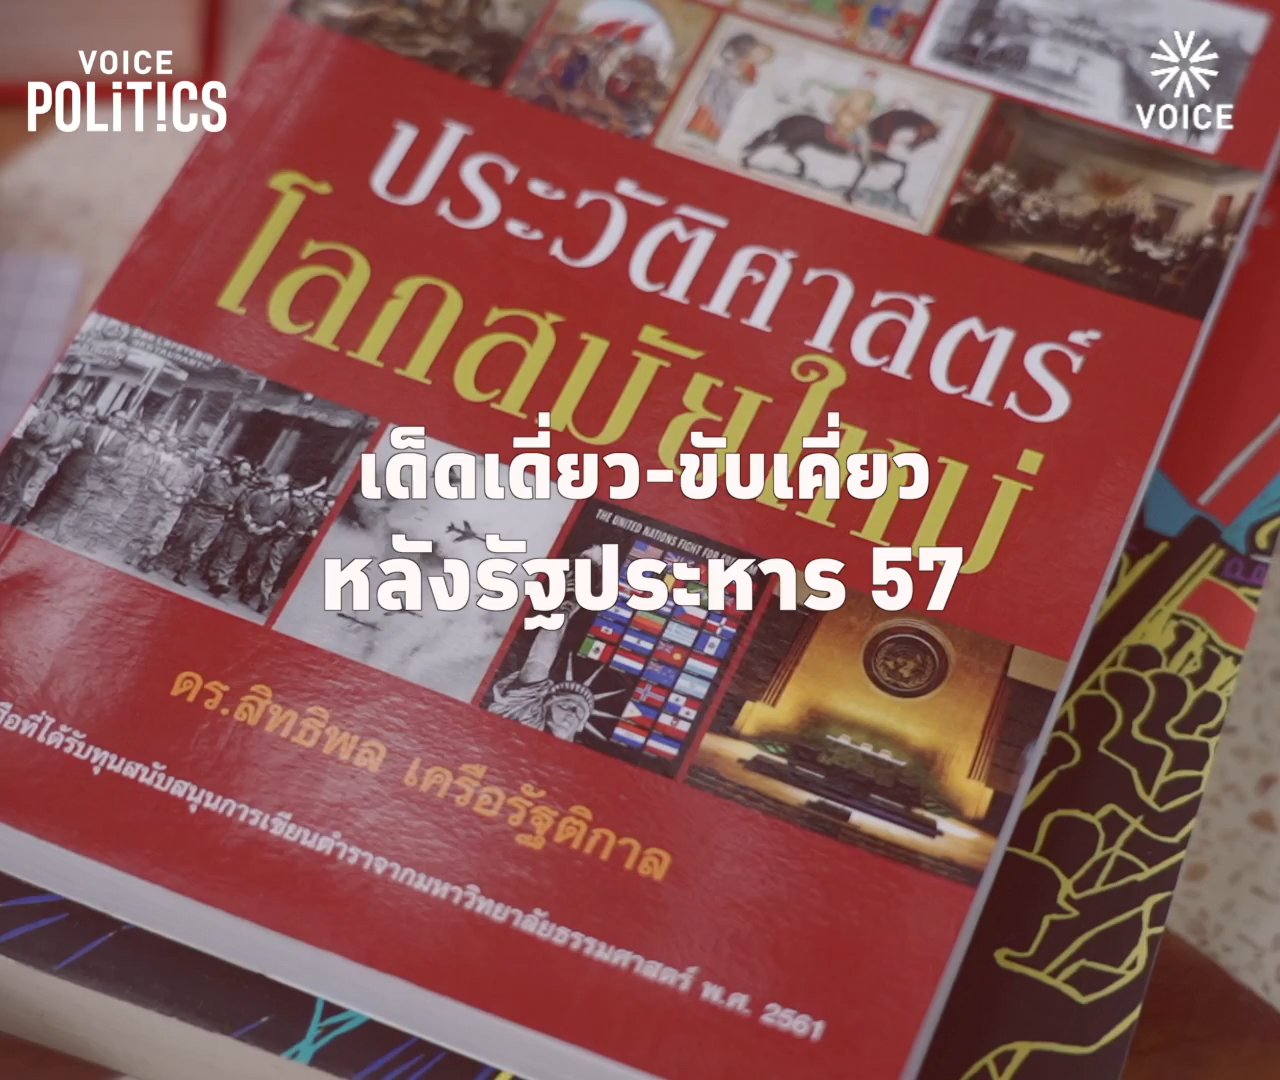 VOICE
POLiT!CS
VOICE
ประวัติศาสตร์
โลกสมัยใหม่
เด็ดเดี่ยว-ขับเคี่ยว
หลังรัฐประหาร 57
THE UNITED NATIONS FIGHT FOR
ดร.สิทธิพล เครือรัฐติกาล
ที่ได้รับทุนสนับสนุนการเขียนตำราจากมหาวิทยาลัยธรรมศาสตร์ พ.ศ. 2561